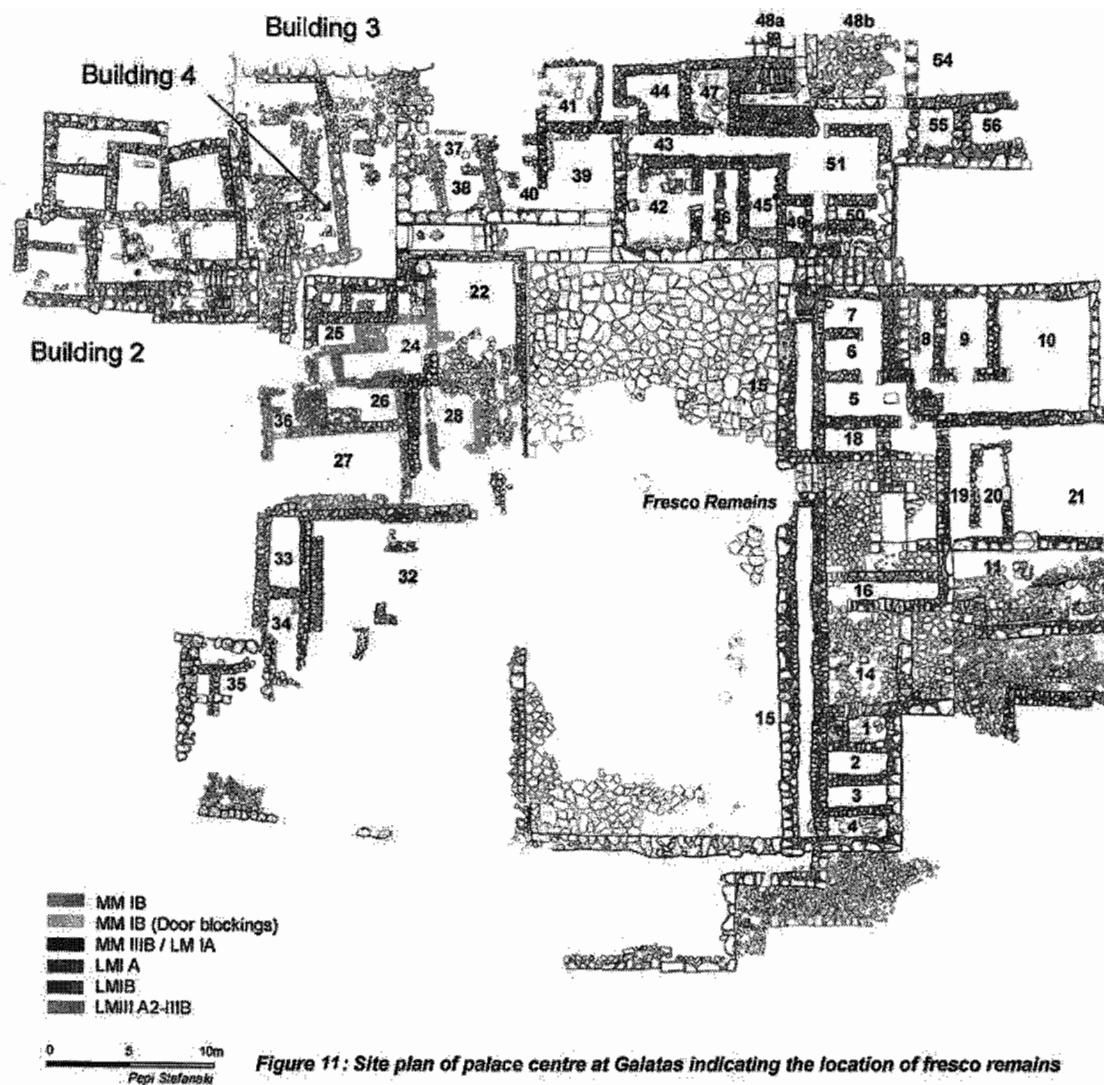 Building 3
48a 48b
Building 4
54
41 44 47
55 56
37 43
38 40 39 51
42 46 45 49 50
22
7
25 24 6 8 9 10
15
5
26
36 28 18
27
Fresco Remains 19 20 21
33
32 11
16
34
35 14
15 1
2
3
4
Building 2
MM IB
MM IB (Door blockings)
MM IIIB / LM IA
LMI A
LMIB
LMIII A2-IIIB
0 5 10m
Pepi Stefanaki
Figure 11: Site plan of palace centre at Galatas indicating the location of fresco remains